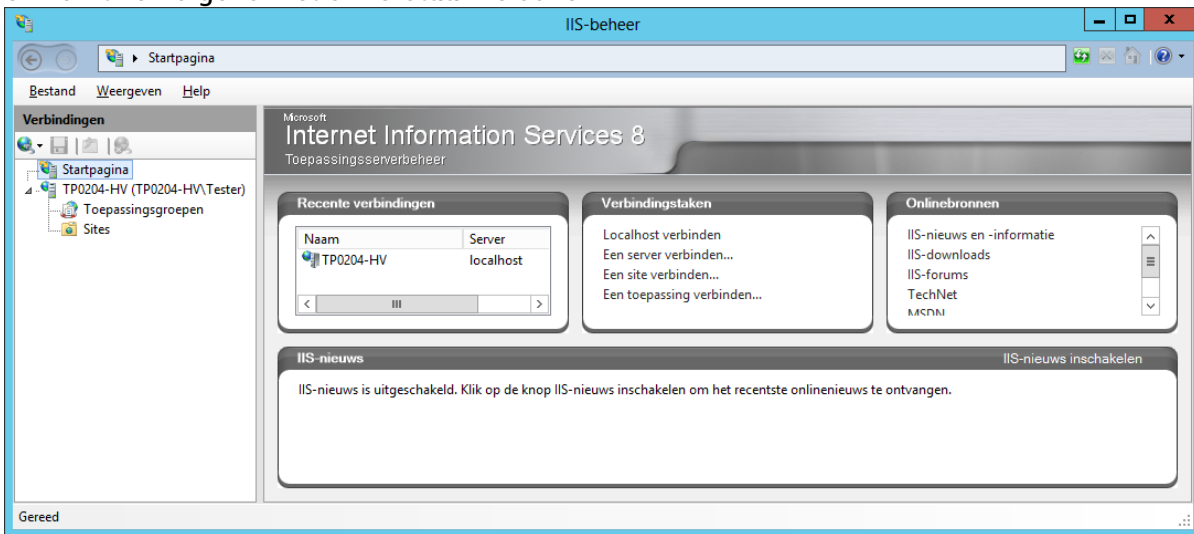 IIS-beheer
Startpagina
Bestand Weergeven Help
Verbindingen
Startpagina
TP0204-HV (TP0204-HV\Tester)
Toepassingsgroepen
Sites
Microsoft
Internet Information Services 8
Toepassingsserverbeheer
Recente verbindingen
Naam Server
TP0204-HV localhost
Verbindingstaken
Localhost verbinden
Een server verbinden...
Een site verbinden...
Een toepassing verbinden...
Onlinebronnen
IIS-nieuws en -informatie
IIS-downloads
IIS-forums
TechNet
MSDN
IIS-nieuws IIS-nieuws inschakelen
IIS-nieuws is uitgeschakeld. Klik op de knop IIS-nieuws inschakelen om het recentste onlinenieuws te ontvangen.
Gereed